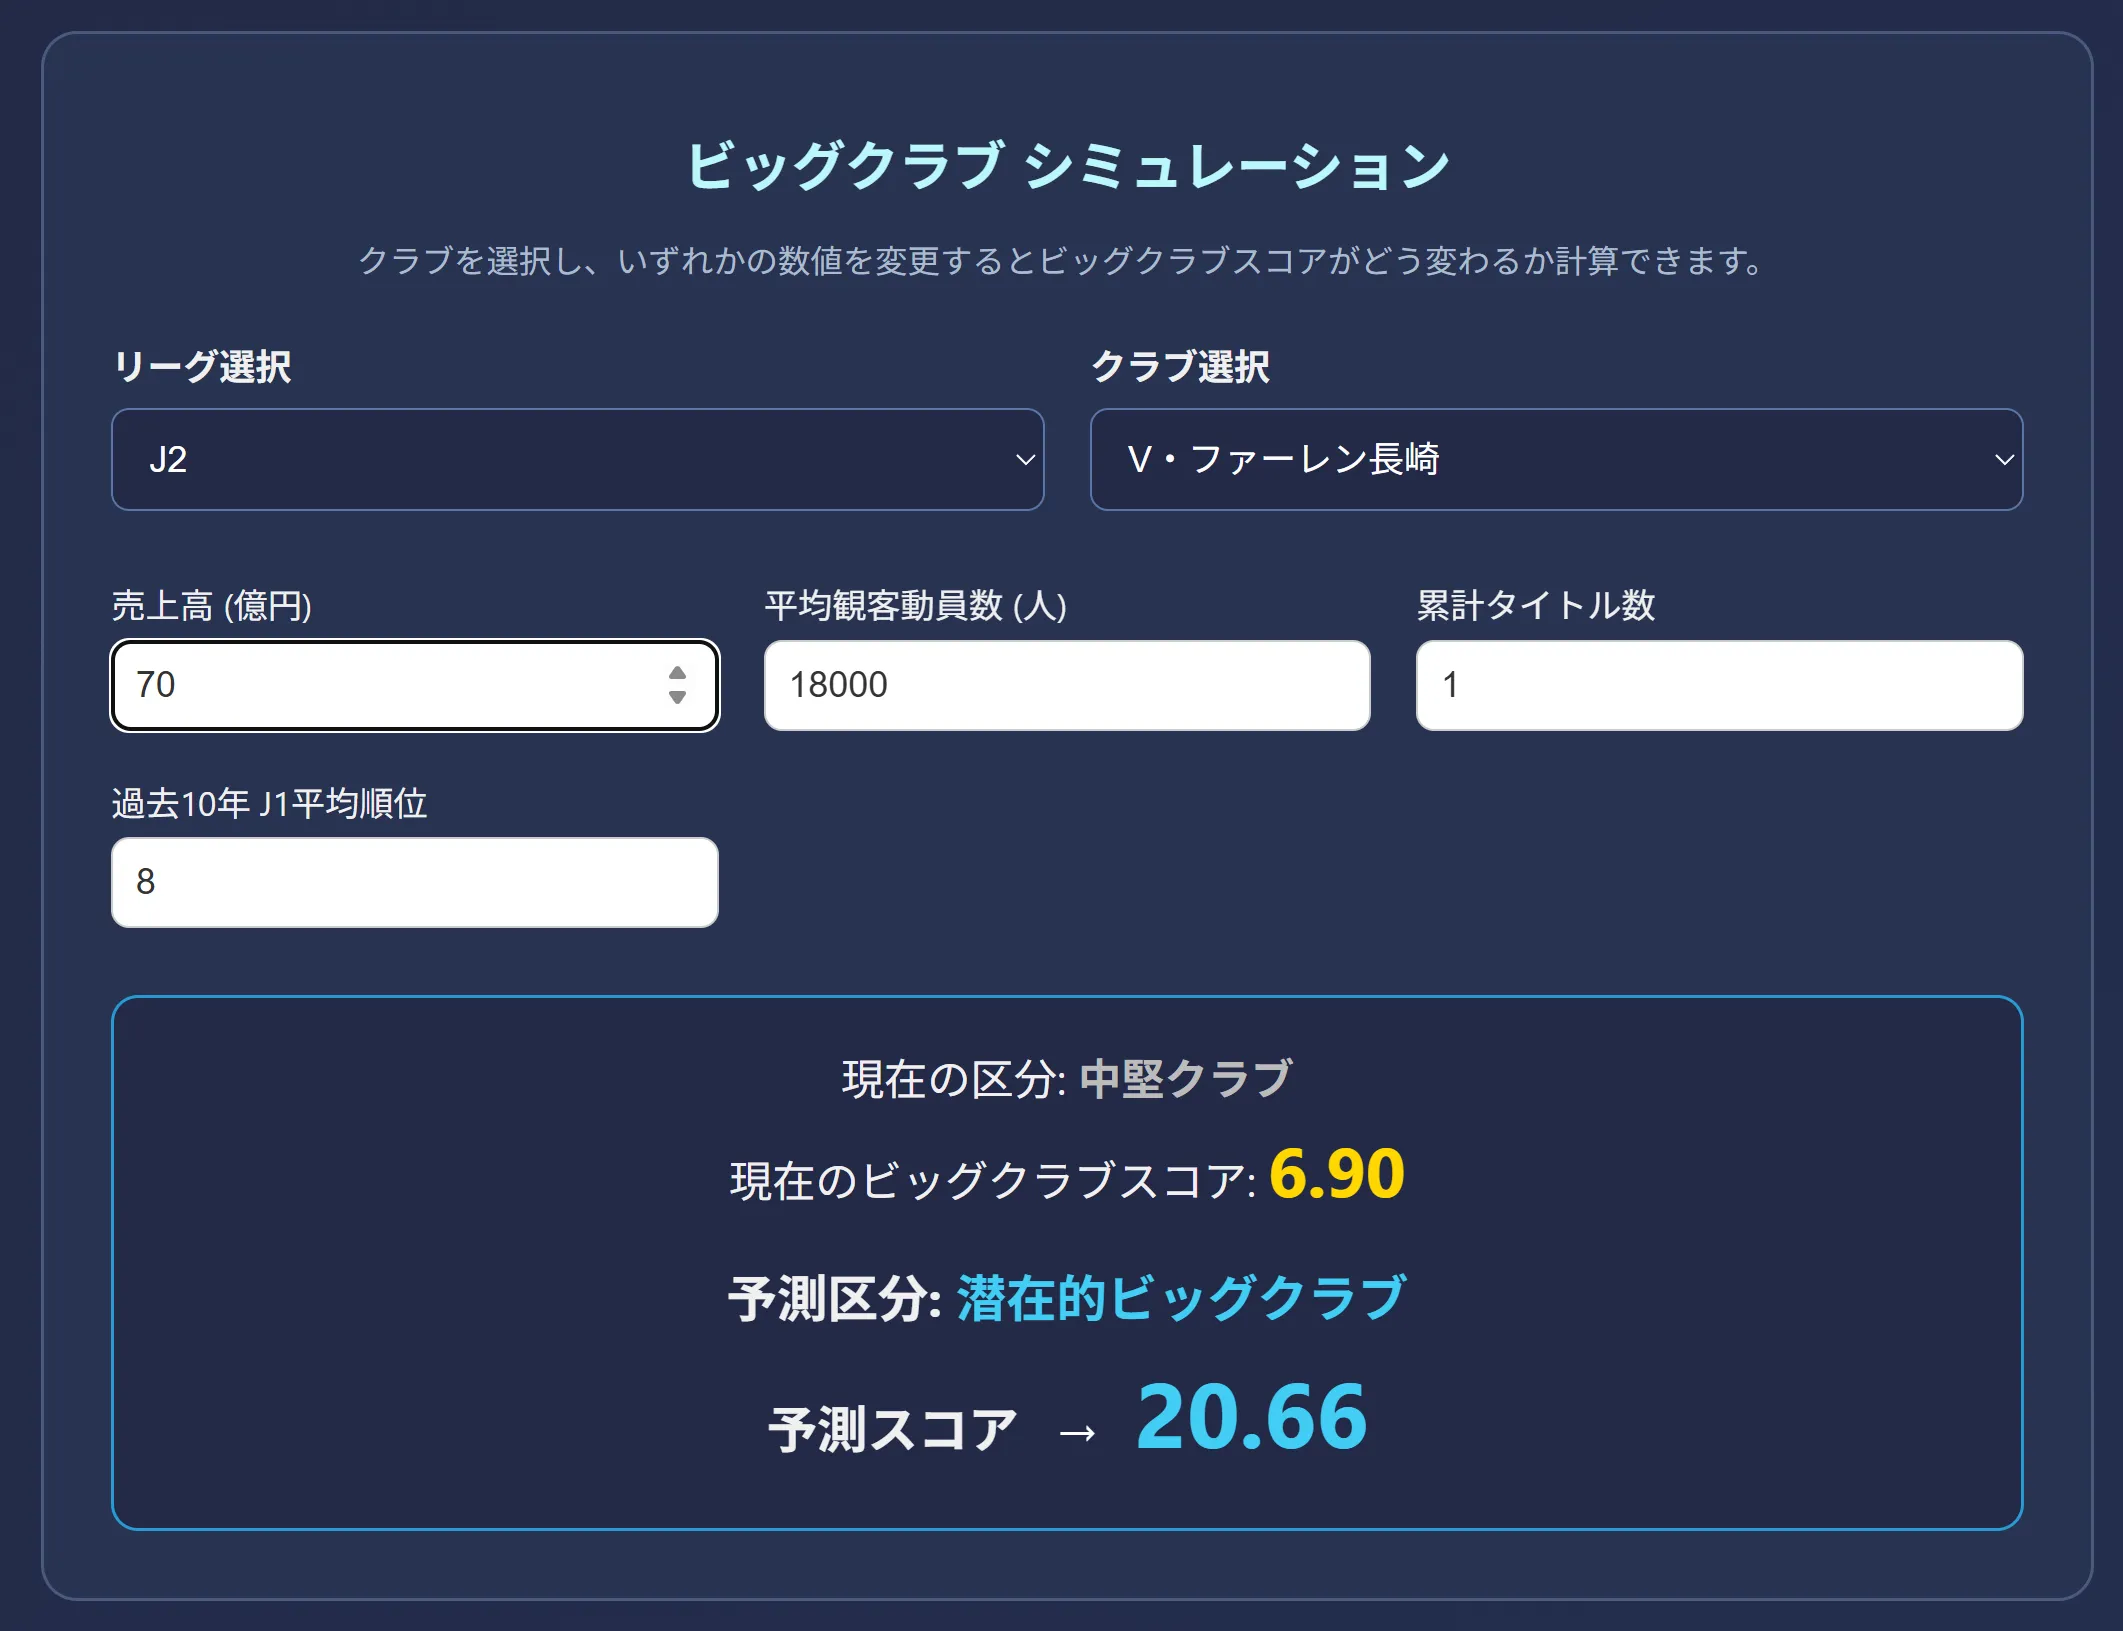 ビッグクラブ シミュレーション
クラブを選択し、いずれかの数値を変更するとビッグクラブスコアがどう変わるか計算できます。
リーグ選択
クラブ選択
J2
V・ファーレン長崎
売上高 (億円)
平均観客動員数 (人)
累計タイトル数
70
18000
1
過去10年 J1平均順位
8
現在の区分: 中堅クラブ
現在のビッグクラブスコア: 6.90
予測区分: 潜在的ビッグクラブ
予測スコア → 20.66